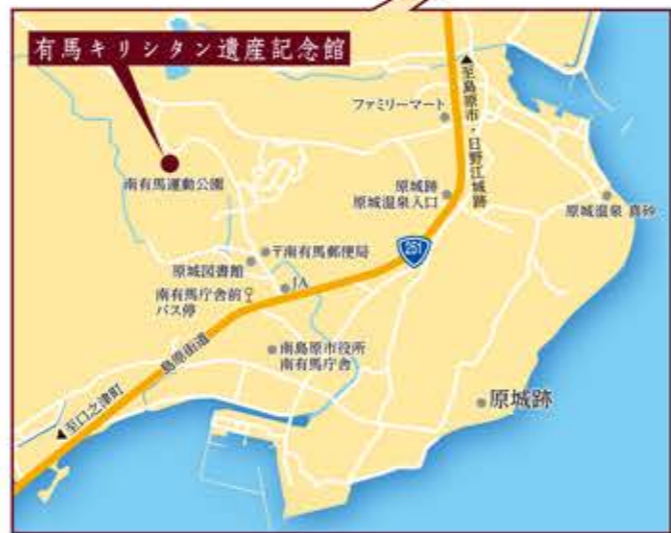 有馬キリシタン遺産記念館
至島原市・日野江城跡
ファミリーマート
南有馬運動公園
原城跡
原城温泉入口
原城温泉 真砂
251
〒南有馬郵便局
原城図書館
JA
南有馬庁舎前
バス停
島原街道
南島原市役所
南有馬庁舎
原城跡
至口之津町